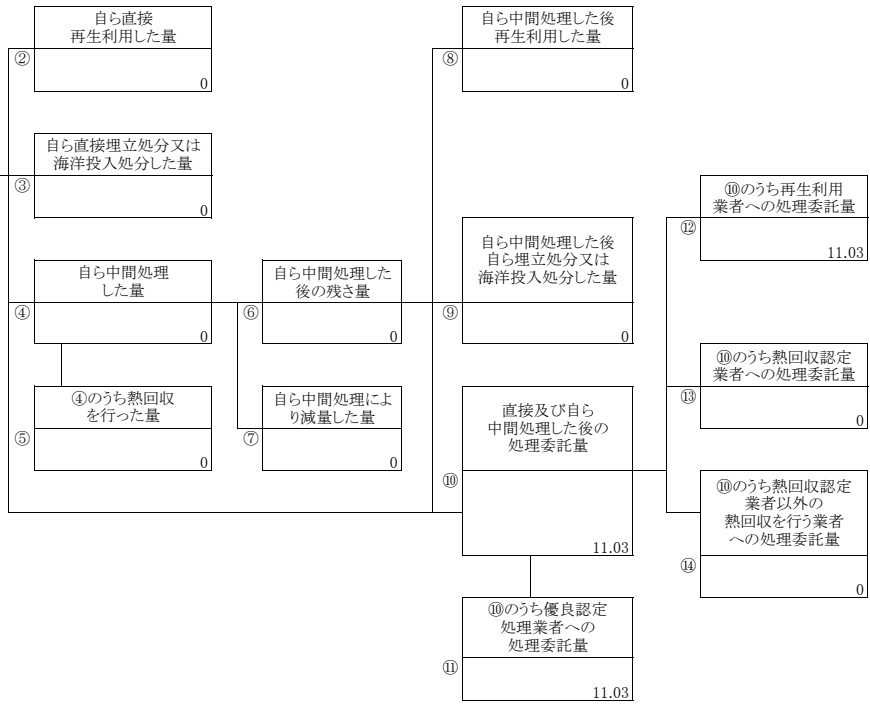 自ら直接
再生利用した量
②
0
自ら直接埋立処分又は
海洋投入処分した量
③
0
自ら中間処理
した量
④
0
④のうち熱回収
を行った量
⑤
0
自ら中間処理した
後の残さ量
⑥
0
自ら中間処理によ
り減量した量
⑦
0
自ら中間処理した後
再生利用した量
⑧
0
自ら中間処理した後
自ら埋立処分又は
海洋投入処分した量
⑨
0
直接及び自ら
中間処理した後の
処理委託量
⑩
11.03
⑩のうち優良認定
処理業者への
処理委託量
⑪
11.03
⑩のうち再生利用
業者への処理委託量
⑫
11.03
⑩のうち熱回収認定
業者への処理委託量
⑬
0
⑩のうち熱回収認定
業者以外の
熱回収を行う業者
への処理委託量
⑭
0